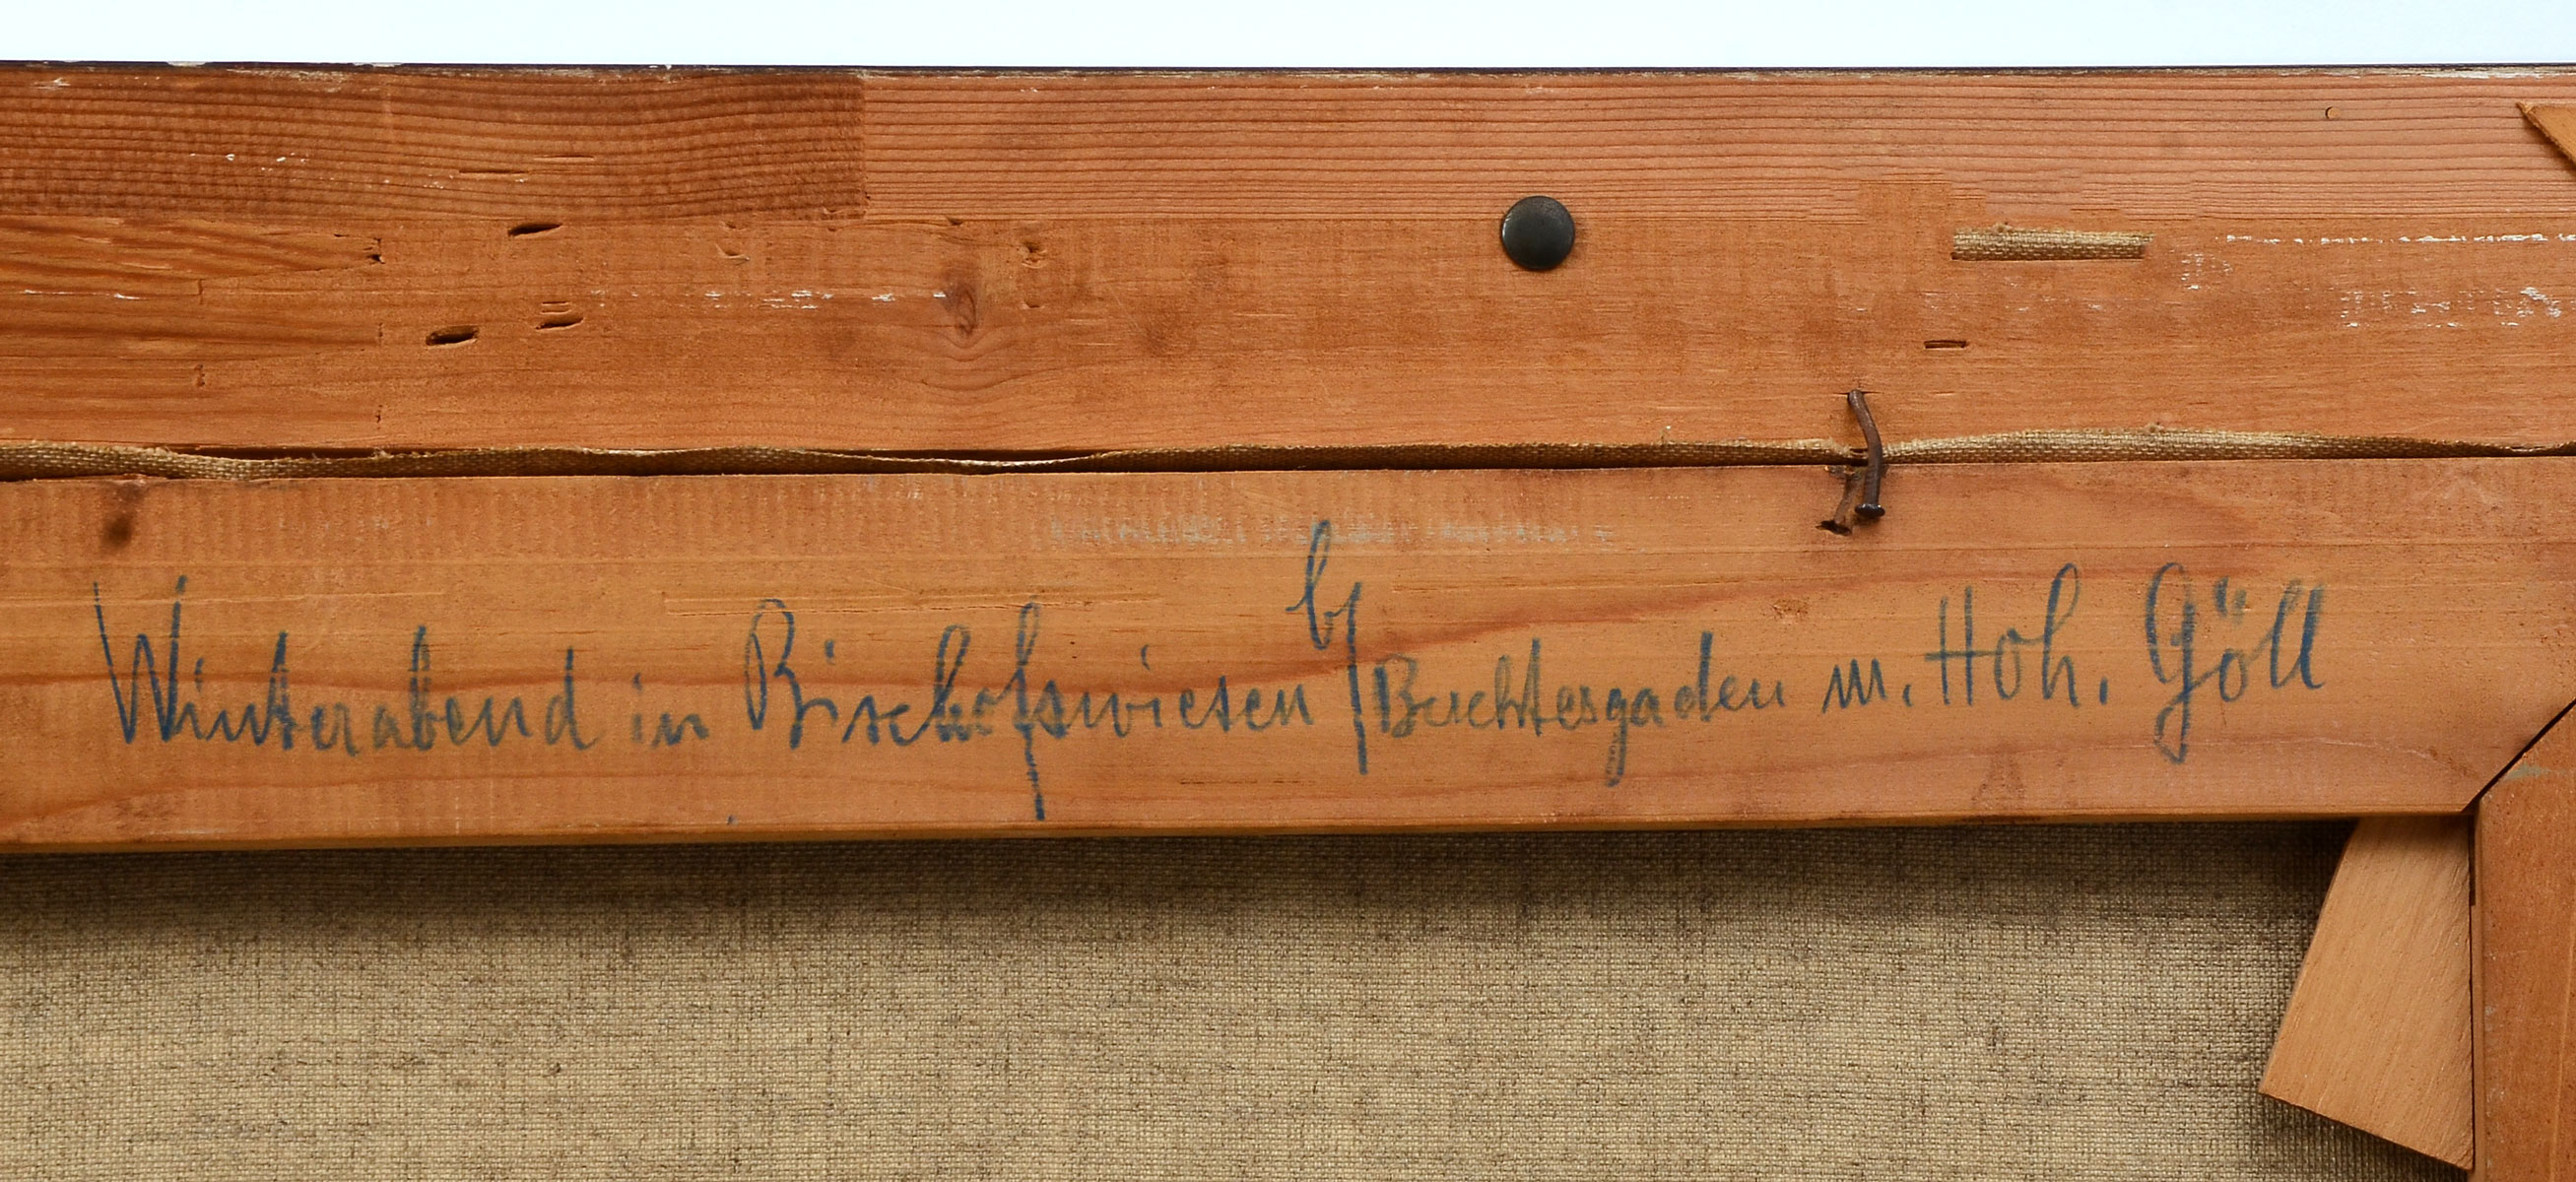 Winterabend in Bischofswiesen b/Berchtesgaden m. Hoh. Göll